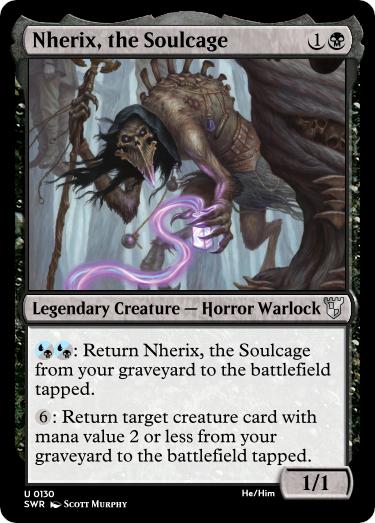 Nherix, the Soulcage 1
Legendary Creature — Horror Warlock
: Return Nherix, the Soulcage
from your graveyard to the battlefield
tapped.
6: Return target creature card with
mana value 2 or less from your
graveyard to the battlefield tapped.
1/1
U 0130 He/Him
SWR Scott Murphy